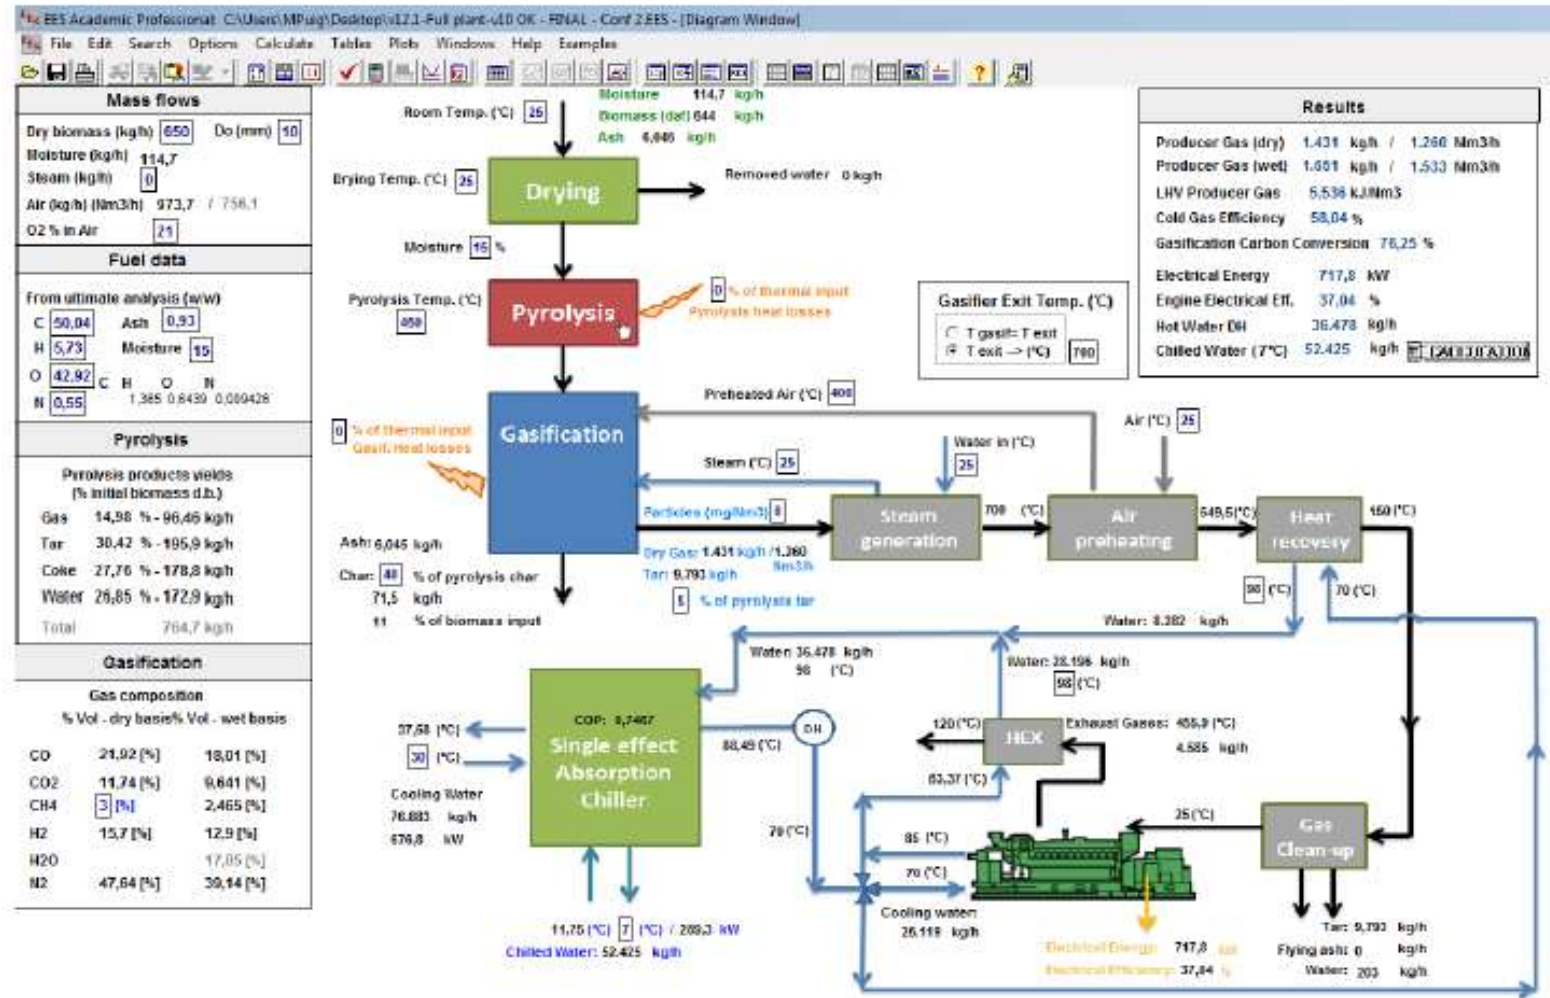 EES Academic Professional: C:\Users\MPuig\Desktop\v12.1-Full plant-v10 OK - FINAL - Conf 2.EES - [Diagram Window]
File Edit Search Options Calculate Tables Plots Windows Help Examples
Mass flows
Dry biomass (kg/h) 650 Do (mm) 10
Moisture (kg/h) 114,7
Steam (kg/h) 0
Air (kg/h) (Nm3/h) 973,7 / 756,1
O2 % in Air 21
Fuel data
From ultimate analysis (w/w)
C 50,04 Ash 0,93
H 5,73 Moisture 15
O 42,92 C H O N
N 0,55 1,365 0,6439 0,009426
Pyrolysis
Pyrolysis products yields
(% initial biomass d.b.)
Gas 14,98 % - 96,46 kg/h
Tar 30,42 % - 195,9 kg/h
Coke 27,76 % - 178,8 kg/h
Water 26,85 % - 172,9 kg/h
Total 764,7 kg/h
Gasification
Gas composition
% Vol - dry basis % Vol - wet basis
CO 21,92 [%] 18,01 [%]
CO2 11,74 [%] 9,641 [%]
CH4 3 [%] 2,465 [%]
H2 15,7 [%] 12,9 [%]
H2O 17,85 [%]
N2 47,64 [%] 39,14 [%]
Room Temp. (°C) 25
Moisture 114,7 kg/h
Biomass (daf) 644 kg/h
Ash 6,046 kg/h
Drying Temp. (°C) 25
Drying
Removed water 0 kg/h
Moisture 15 %
Pyrolysis Temp. (°C)
450
Pyrolysis
0 % of thermal input
Pyrolysis heat losses
Gasifier Exit Temp. (°C)
T gasif= T exit
T exit --> (°C) 700
Results
Producer Gas (dry) 1.431 kg/h / 1.260 Nm3/h
Producer Gas (wet) 1.651 kg/h / 1.533 Nm3/h
LHV Producer Gas 5,536 kJ/Nm3
Cold Gas Efficiency 58,04 %
Gasification Carbon Conversion 76,25 %
Electrical Energy 717,8 kW
Engine Electrical Eff. 37,04 %
Hot Water DH 36.478 kg/h
Chilled Water (7°C) 52.425 kg/h
Gasification
0 % of thermal input
Gasif. Heat losses
Preheated Air (°C) 400
Air (°C) 25
Steam (°C) 25
Water in (°C)
25
Particles (mg/Nm3)
Steam generation
700 (°C)
Air preheating
549,5 (°C)
Heat recovery
150 (°C)
Dry Gas: 1.431 kg/h / 1.260 Nm3/h
Tar: 9,793 kg/h
5 % of pyrolysis tar
Ash: 6,045 kg/h
Char: 40 % of pyrolysis char
71,5 kg/h
11 % of biomass input
98 (°C) 70 (°C)
Water: 8.282 kg/h
Water: 36.478 kg/h
98 (°C)
Water: 28.196 kg/h
98 (°C)
COP: 0,7467
Single effect
Absorption
Chiller
37,58 (°C)
30 (°C)
Cooling Water
76.883 kg/h
676,8 kW
88,49 (°C)
DH
120 (°C)
HEX
Exhaust Gases: 455,9 (°C)
4.585 kg/h
83,37 (°C)
70 (°C)
85 (°C)
70 (°C)
25 (°C)
Gas
Clean-up
Cooling water:
26.119 kg/h
11,75 (°C) 7 (°C) / 289,3 kW
Chilled Water: 52.425 kg/h
Electrical Energy: 717,8 kW
Electrical Efficiency: 37,04 %
Tar: 9,793 kg/h
Flying ash: 0 kg/h
Water: 203 kg/h